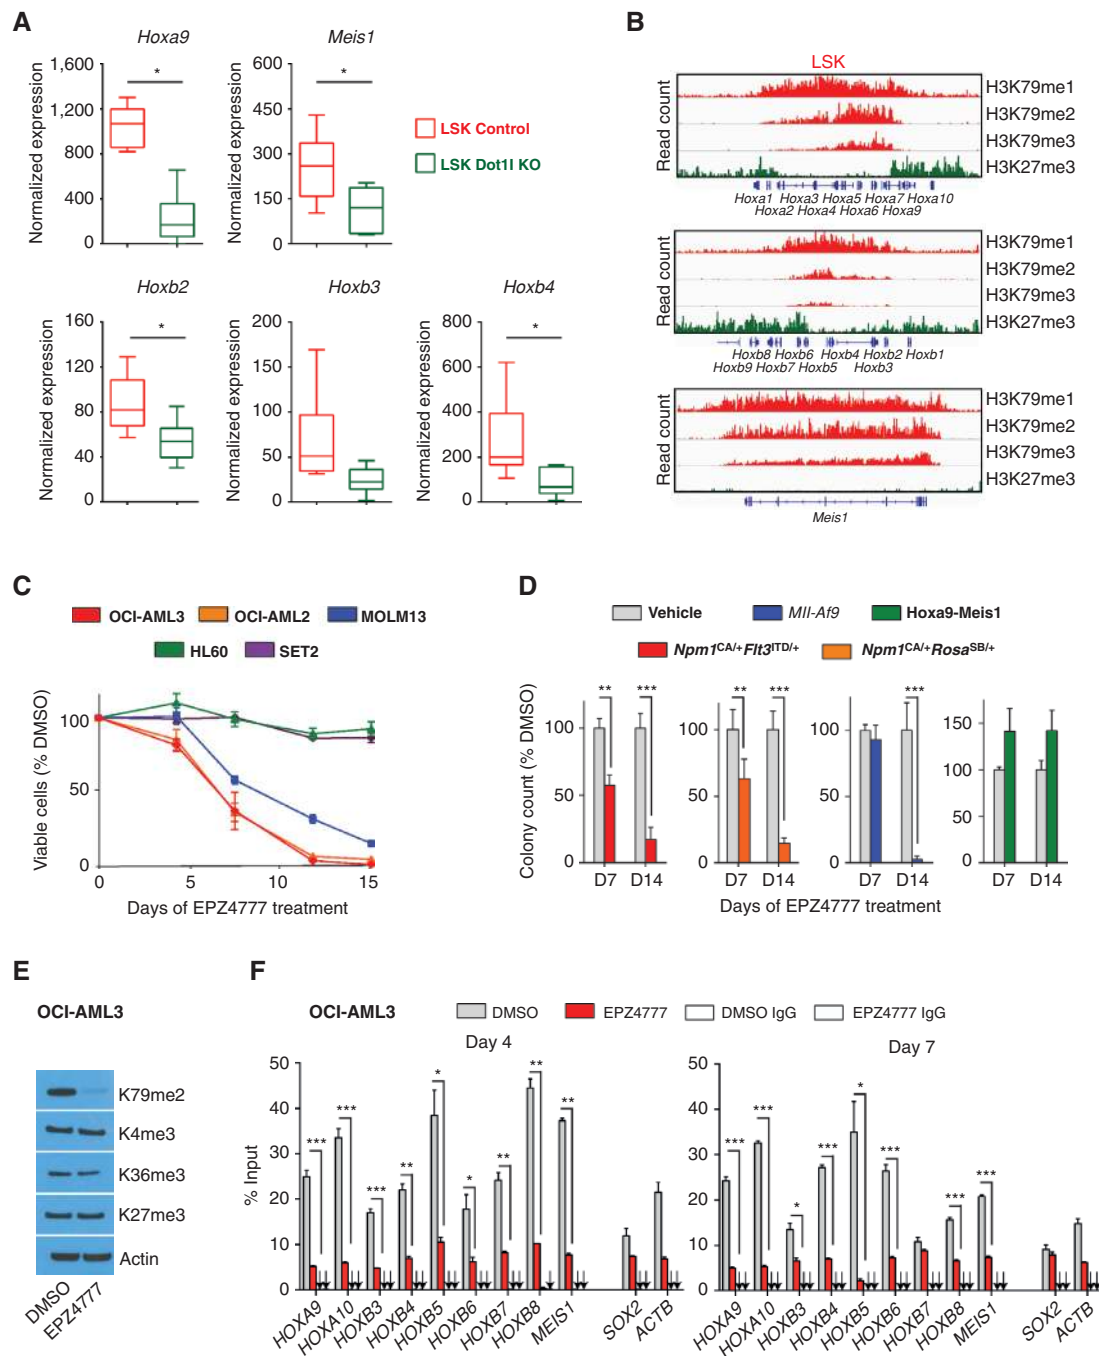 A
Hoxa9
Meis1
Normalized expression
1,600
1,200
800
400
0
*
Normalized expression
600
450
300
150
0
*
LSK Control
LSK Dot1l KO
Hoxb2
Hoxb3
Hoxb4
Normalized expression
160
120
80
40
0
*
Normalized expression
200
150
100
50
0
Normalized expression
800
600
400
200
0
*
B
LSK
Read count
H3K79me1
H3K79me2
H3K79me3
H3K27me3
Hoxa1 Hoxa3 Hoxa5 Hoxa7 Hoxa10
Hoxa2 Hoxa4 Hoxa6 Hoxa9
Read count
H3K79me1
H3K79me2
H3K79me3
H3K27me3
Hoxb8 Hoxb6 Hoxb4 Hoxb2 Hoxb1
Hoxb9 Hoxb7 Hoxb5 Hoxb3
Read count
H3K79me1
H3K79me2
H3K79me3
H3K27me3
Meis1
C
OCI-AML3 OCI-AML2 MOLM13
HL60 SET2
Viable cells (% DMSO)
100
50
0
0 5 10 15
Days of EPZ4777 treatment
D
Vehicle Mll-Af9 Hoxa9-Meis1
Npm1CA/+Flt3ITD/+ Npm1CA/+RosaSB/+
Colony count (% DMSO)
100
50
0
** ***
D7 D14
100
50
0
** ***
D7 D14
100
50
0
***
D7 D14
150
100
50
0
D7 D14
Days of EPZ4777 treatment
E
OCI-AML3
K79me2
K4me3
K36me3
K27me3
Actin
DMSO
EPZ4777
F
OCI-AML3 DMSO EPZ4777 DMSO IgG EPZ4777 IgG
Day 4
% Input
50
40
30
20
10
0
*** *** *** ** * * ** ** **
HOXA9 HOXA10 HOXB3 HOXB4 HOXB5 HOXB6 HOXB7 HOXB8 MEIS1 SOX2 ACTB
Day 7
50
40
30
20
10
0
*** *** * *** * *** *** ***
HOXA9 HOXA10 HOXB3 HOXB4 HOXB5 HOXB6 HOXB7 HOXB8 MEIS1 SOX2 ACTB